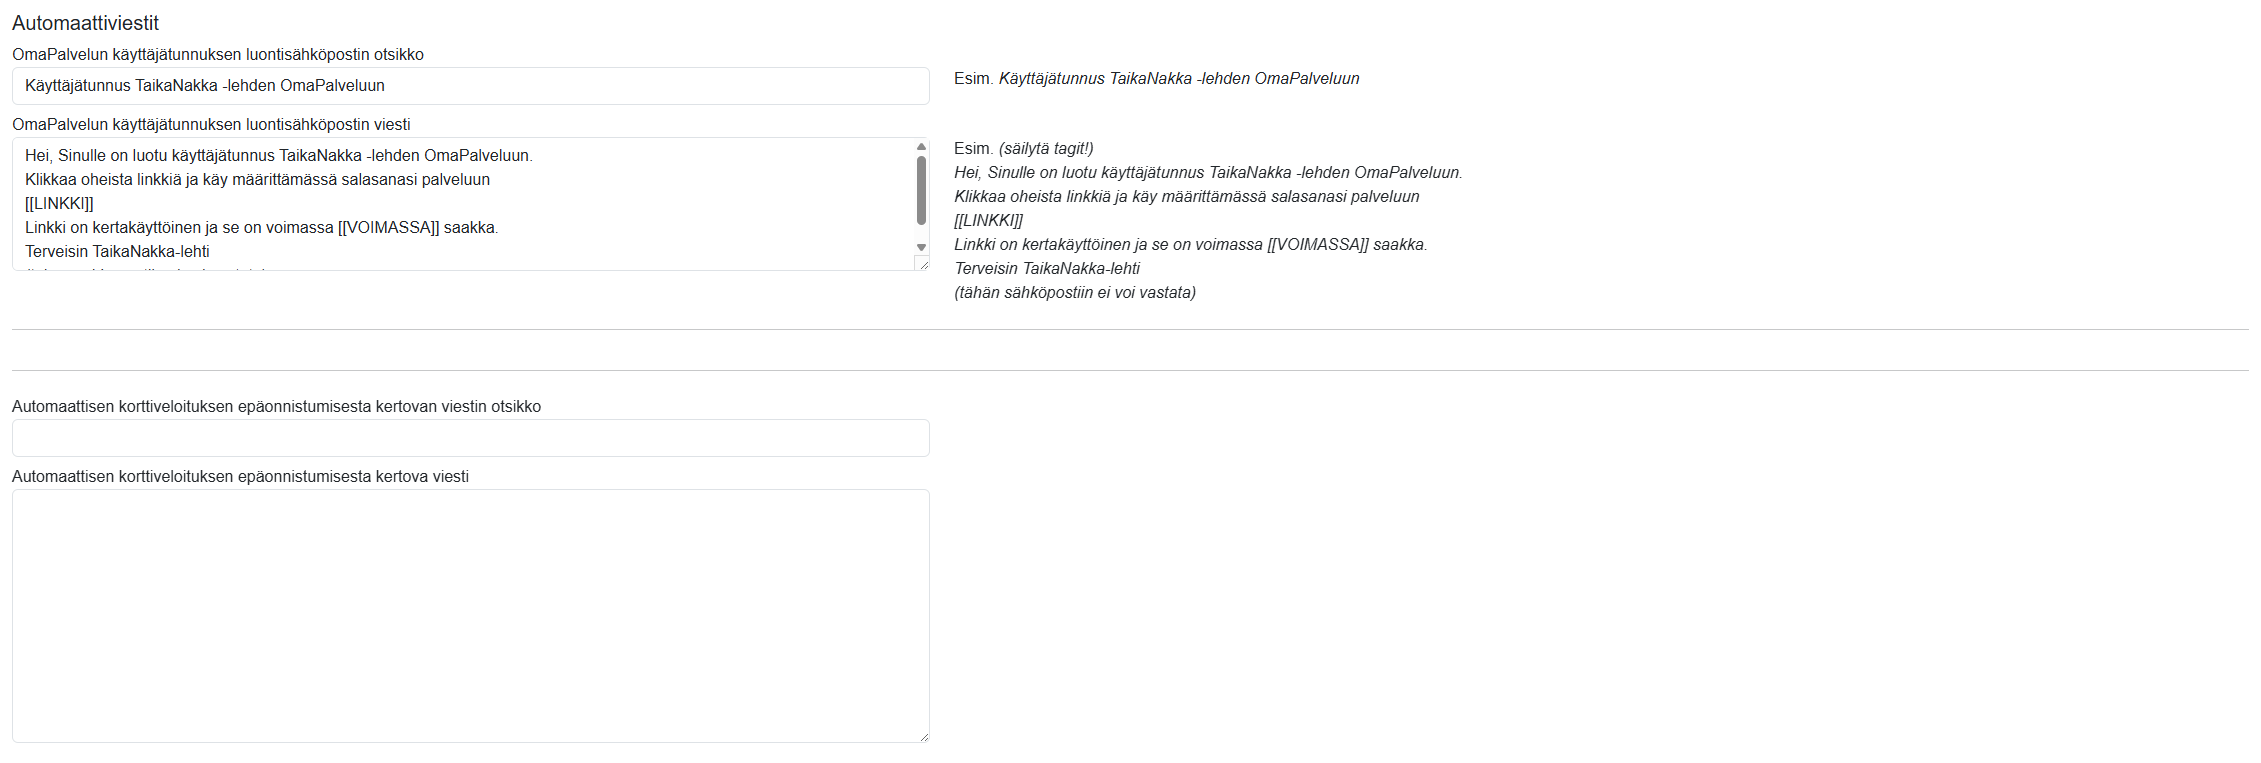 Automaattiviestit
OmaPalvelun käyttäjätunnuksen luontisähköpostin otsikko
Käyttäjätunnus TaikaNakka -lehden OmaPalveluun
Esim. Käyttäjätunnus TaikaNakka -lehden OmaPalveluun
OmaPalvelun käyttäjätunnuksen luontisähköpostin viesti
Hei, Sinulle on luotu käyttäjätunnus TaikaNakka -lehden OmaPalveluun.
Klikkaa oheista linkkiä ja käy määrittämässä salasanasi palveluun
[[LINKKI]]
Linkki on kertakäyttöinen ja se on voimassa [[VOIMASSA]] saakka.
Terveisin TaikaNakka-lehti
Esim. (säilytä tagit!)
Hei, Sinulle on luotu käyttäjätunnus TaikaNakka -lehden OmaPalveluun.
Klikkaa oheista linkkiä ja käy määrittämässä salasanasi palveluun
[[LINKKI]]
Linkki on kertakäyttöinen ja se on voimassa [[VOIMASSA]] saakka.
Terveisin TaikaNakka-lehti
(tähän sähköpostiin ei voi vastata)
Automaattisen korttiveloituksen epäonnistumisesta kertovan viestin otsikko
Automaattisen korttiveloituksen epäonnistumisesta kertova viesti